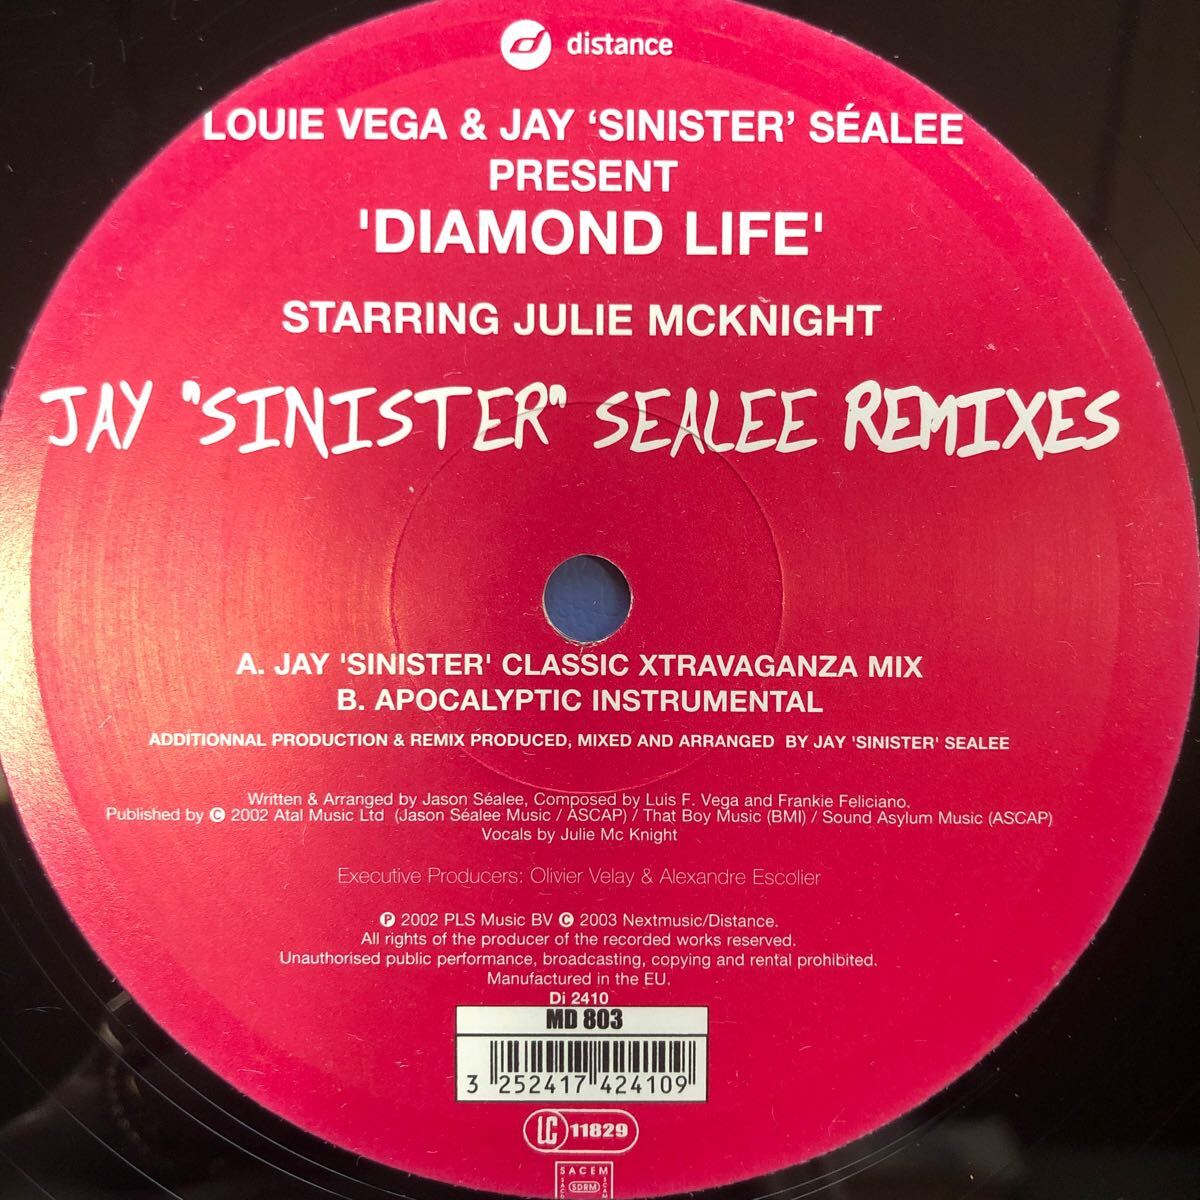 distance
LOUIE VEGA & JAY ‘SINISTER’ SÉALEE
PRESENT
'DIAMOND LIFE'
STARRING JULIE MCKNIGHT
JAY "SINISTER" SEALEE REMIXES
A. JAY 'SINISTER' CLASSIC XTRAVAGANZA MIX
B. APOCALYPTIC INSTRUMENTAL
ADDITIONNAL PRODUCTION & REMIX PRODUCED, MIXED AND ARRANGED BY JAY 'SINISTER' SEALEE
Written & Arranged by Jason Séalee, Composed by Luis F. Vega and Frankie Feliciano.
Published by © 2002 Atal Music Ltd (Jason Séalee Music / ASCAP) / That Boy Music (BMI) / Sound Asylum Music (ASCAP)
Vocals by Julie Mc Knight
Executive Producers: Olivier Velay & Alexandre Escolier
℗ 2002 PLS Music BV © 2003 Nextmusic/Distance.
All rights of the producer of the recorded works reserved.
Unauthorised public performance, broadcasting, copying and rental prohibited.
Manufactured in the EU.
Di 2410
MD 803
3 252417 424109
LC 11829
SACEM
SDRM